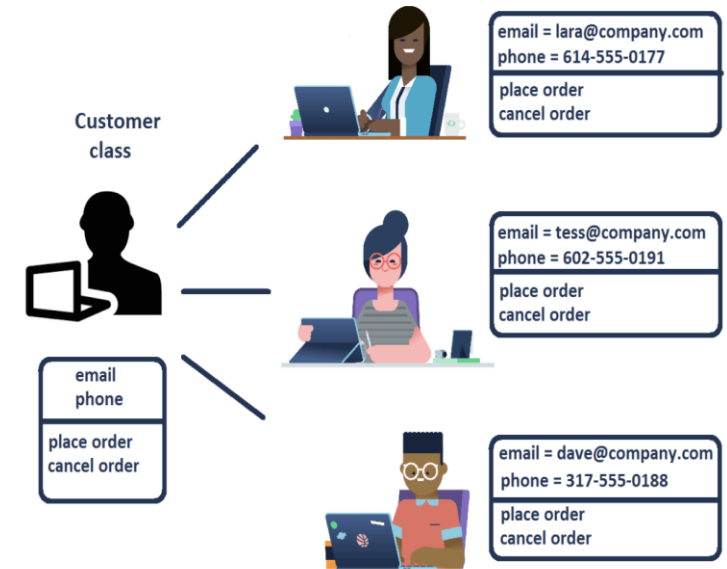 Customer
class
email
phone
place order
cancel order
email = lara@company.com
phone = 614-555-0177
place order
cancel order
email = tess@company.com
phone = 602-555-0191
place order
cancel order
email = dave@company.com
phone = 317-555-0188
place order
cancel order